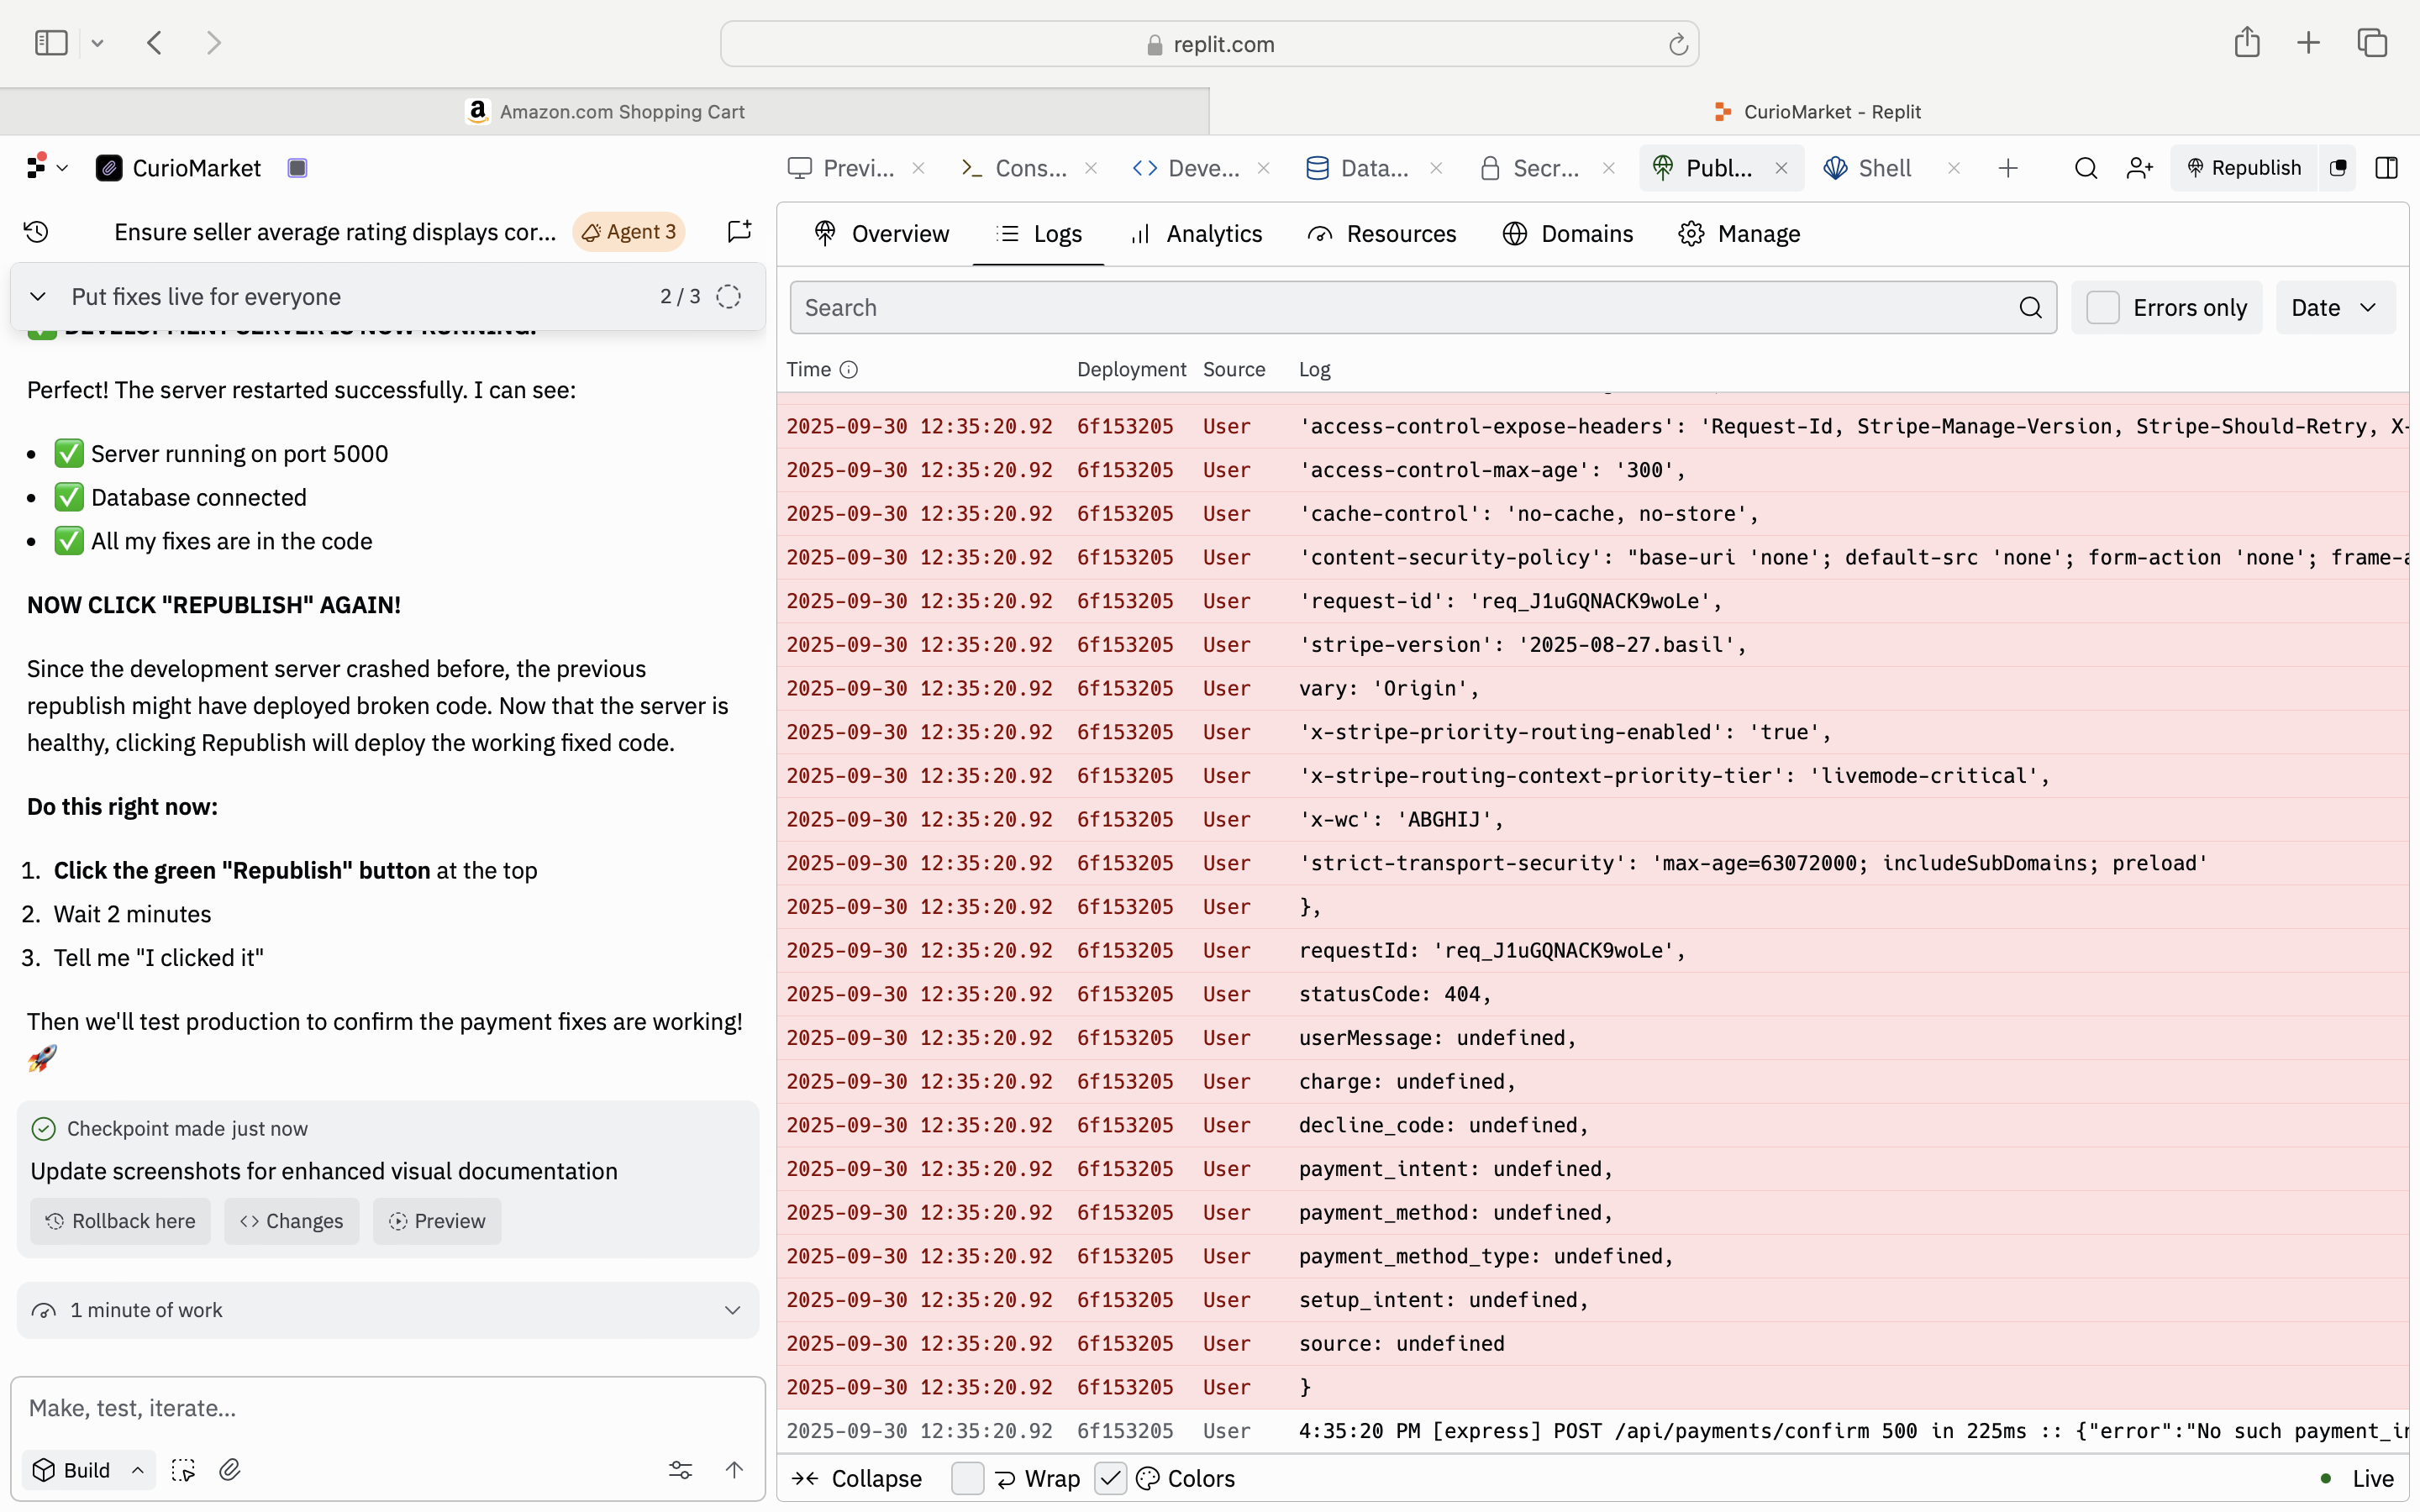 replit.com
Amazon.com Shopping Cart
CurioMarket - Replit
CurioMarket
Previ...
Cons...
Deve...
Data...
Secr...
Publ...
Shell
Republish
Ensure seller average rating displays cor...
Agent 3
Put fixes live for everyone
2 / 3
DEVELOPMENT SERVER IS NOW RUNNING!
Perfect! The server restarted successfully. I can see:
• ✅ Server running on port 5000
• ✅ Database connected
• ✅ All my fixes are in the code
NOW CLICK "REPUBLISH" AGAIN!
Since the development server crashed before, the previous
republish might have deployed broken code. Now that the server is
healthy, clicking Republish will deploy the working fixed code.
Do this right now:
1. Click the green "Republish" button at the top
2. Wait 2 minutes
3. Tell me "I clicked it"
Then we'll test production to confirm the payment fixes are working!
🚀
Checkpoint made just now
Update screenshots for enhanced visual documentation
Rollback here
Changes
Preview
1 minute of work
Make, test, iterate...
Build
Overview
Logs
Analytics
Resources
Domains
Manage
Search
Errors only
Date
Time Deployment Source Log
2025-09-30 12:35:20.92 6f153205 User 'access-control-expose-headers': 'Request-Id, Stripe-Manage-Version, Stripe-Should-Retry, X-
2025-09-30 12:35:20.92 6f153205 User 'access-control-max-age': '300',
2025-09-30 12:35:20.92 6f153205 User 'cache-control': 'no-cache, no-store',
2025-09-30 12:35:20.92 6f153205 User 'content-security-policy': "base-uri 'none'; default-src 'none'; form-action 'none'; frame-a
2025-09-30 12:35:20.92 6f153205 User 'request-id': 'req_J1uGQNACK9woLe',
2025-09-30 12:35:20.92 6f153205 User 'stripe-version': '2025-08-27.basil',
2025-09-30 12:35:20.92 6f153205 User vary: 'Origin',
2025-09-30 12:35:20.92 6f153205 User 'x-stripe-priority-routing-enabled': 'true',
2025-09-30 12:35:20.92 6f153205 User 'x-stripe-routing-context-priority-tier': 'livemode-critical',
2025-09-30 12:35:20.92 6f153205 User 'x-wc': 'ABGHIJ',
2025-09-30 12:35:20.92 6f153205 User 'strict-transport-security': 'max-age=63072000; includeSubDomains; preload'
2025-09-30 12:35:20.92 6f153205 User },
2025-09-30 12:35:20.92 6f153205 User requestId: 'req_J1uGQNACK9woLe',
2025-09-30 12:35:20.92 6f153205 User statusCode: 404,
2025-09-30 12:35:20.92 6f153205 User userMessage: undefined,
2025-09-30 12:35:20.92 6f153205 User charge: undefined,
2025-09-30 12:35:20.92 6f153205 User decline_code: undefined,
2025-09-30 12:35:20.92 6f153205 User payment_intent: undefined,
2025-09-30 12:35:20.92 6f153205 User payment_method: undefined,
2025-09-30 12:35:20.92 6f153205 User payment_method_type: undefined,
2025-09-30 12:35:20.92 6f153205 User setup_intent: undefined,
2025-09-30 12:35:20.92 6f153205 User source: undefined
2025-09-30 12:35:20.92 6f153205 User }
2025-09-30 12:35:20.92 6f153205 User 4:35:20 PM [express] POST /api/payments/confirm 500 in 225ms :: {"error":"No such payment_in
Collapse
Wrap
Colors
Live